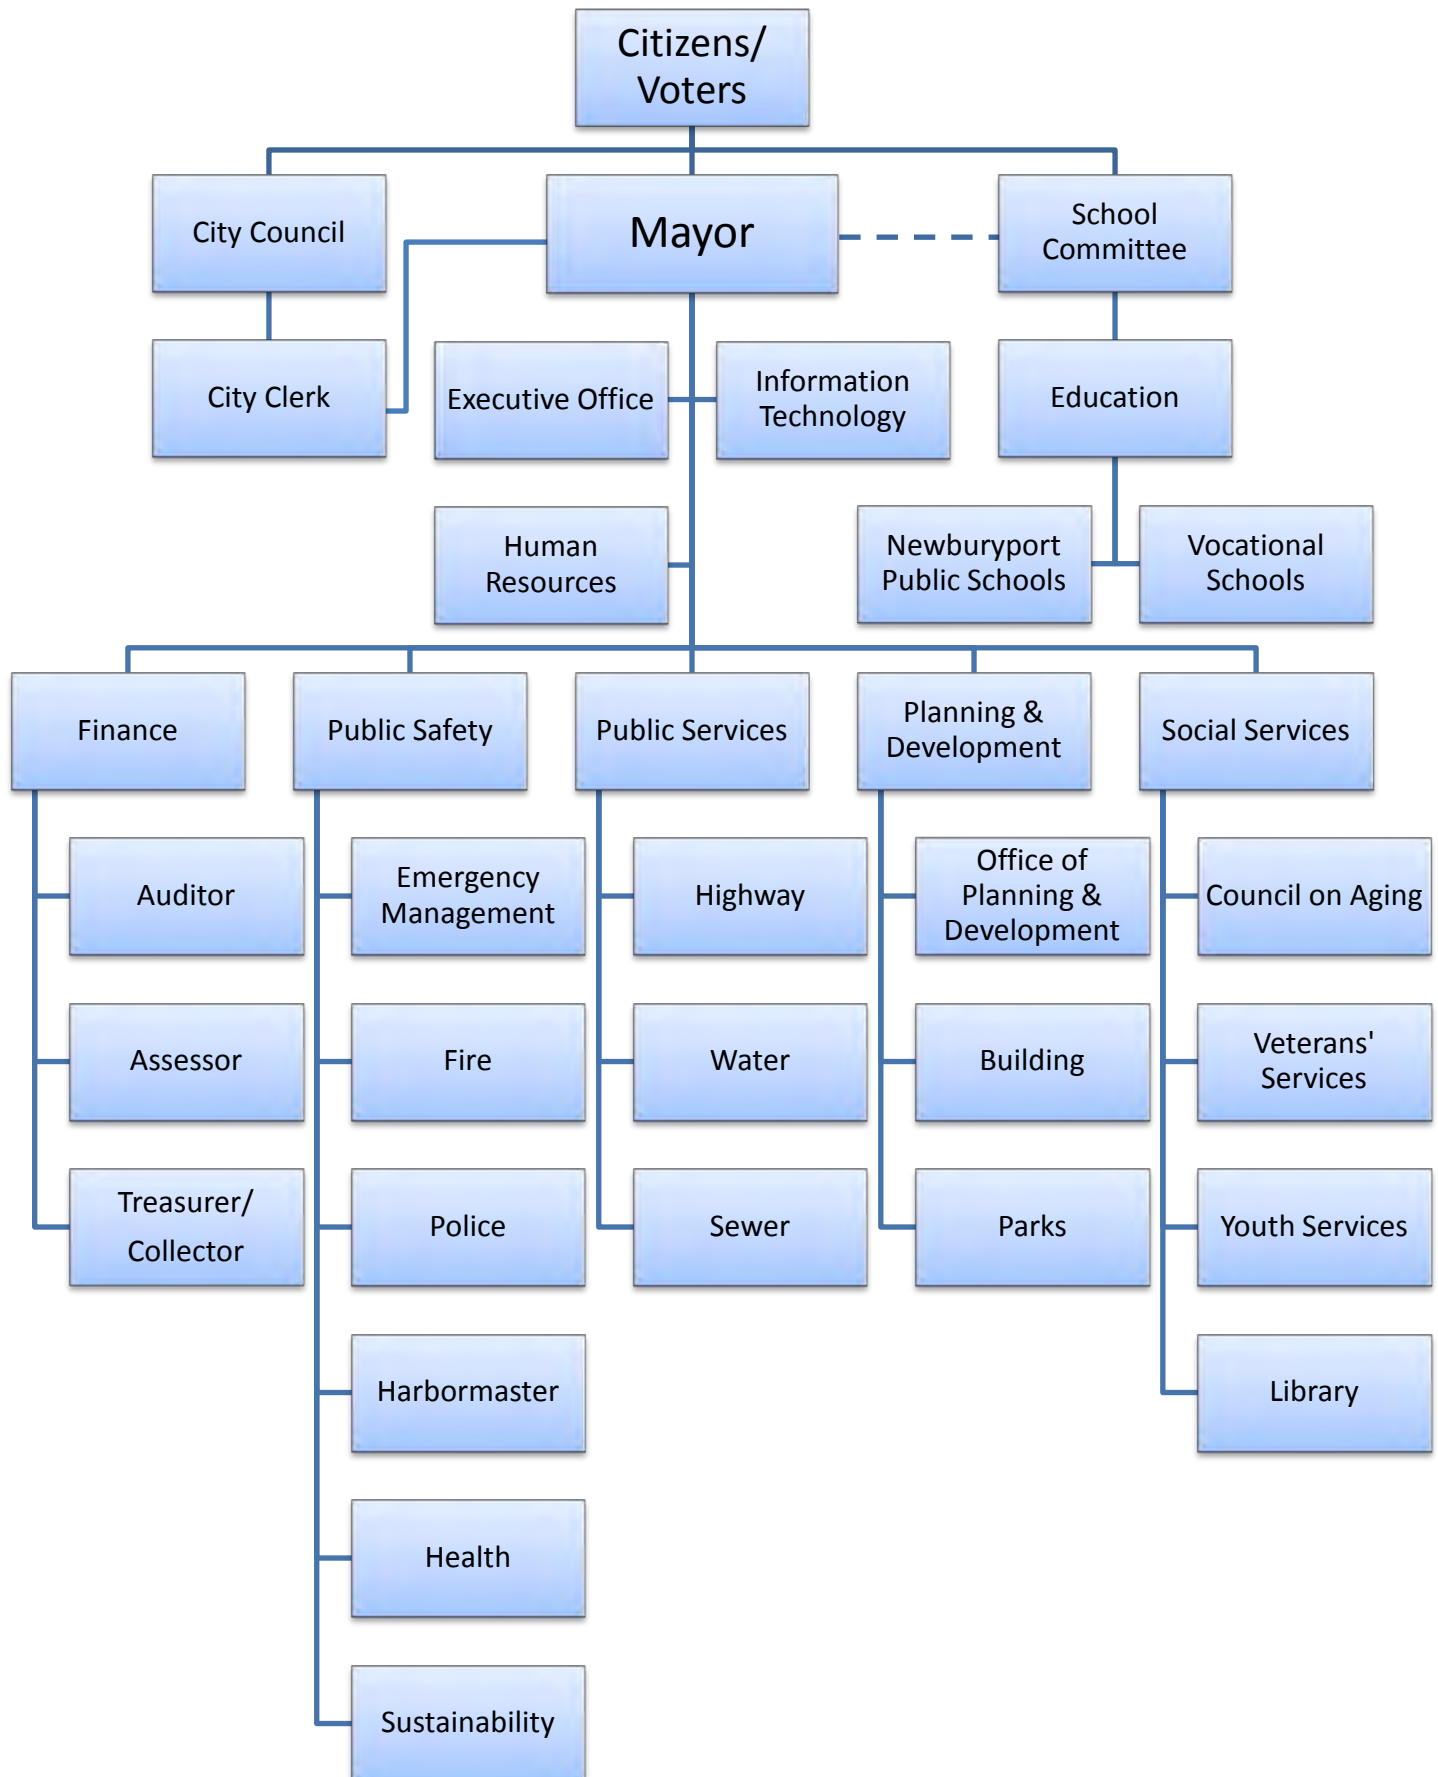 Citizens/
Voters
City Council
Mayor
School
Committee
City Clerk
Executive Office
Information
Technology
Education
Human
Resources
Newburyport
Public Schools
Vocational
Schools
Finance
Public Safety
Public Services
Planning &
Development
Social Services
Auditor
Emergency
Management
Highway
Office of
Planning &
Development
Council on Aging
Assessor
Fire
Water
Building
Veterans'
Services
Treasurer/
Collector
Police
Sewer
Parks
Youth Services
Harbormaster
Library
Health
Sustainability